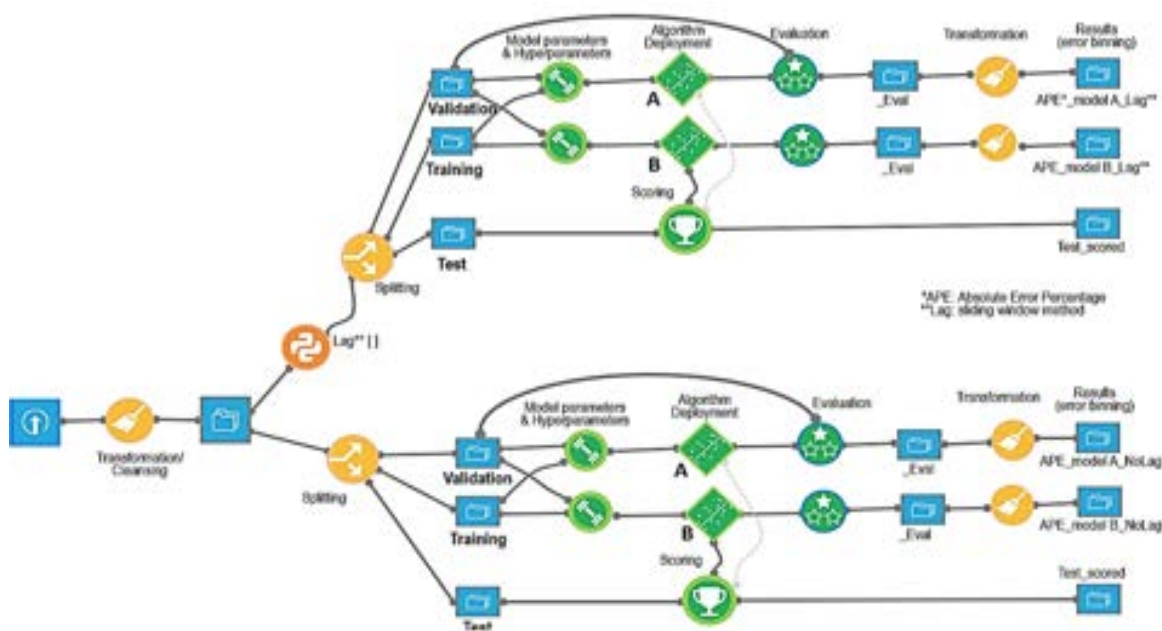 Model parameters
& Hyperparameters
Algorithm
Deployment
Evaluation
Transformation
Results
(error binning)
Validation
A
_Eval
APE*_model A_Lag**
Training
B
_Eval
APE_model B_Lag**
Scoring
Test
Test_scored
Splitting
*APE: Absolute Error Percentage
**Lag: sliding window method
Lag** [ ]
Transformation/
Cleansing
Splitting
Model parameters
& Hyperparameters
Algorithm
Deployment
Evaluation
Transformation
Results
(error binning)
Validation
A
_Eval
APE_model A_NoLag
Training
B
_Eval
APE_model B_NoLag
Scoring
Test
Test_scored